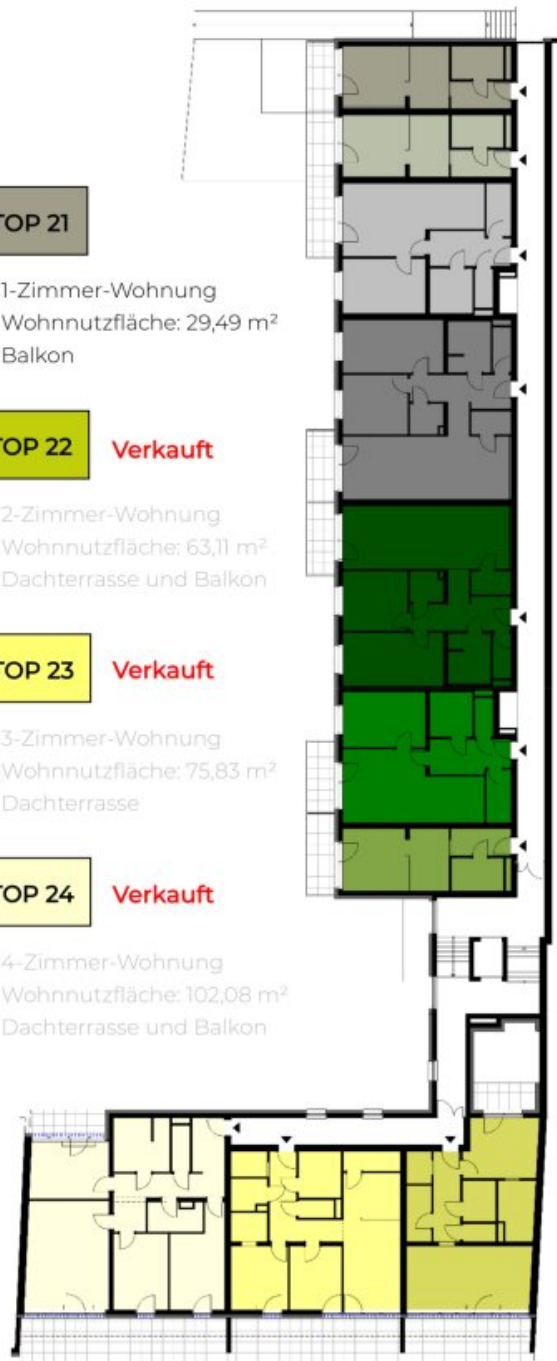 TOP 21
1-Zimmer-Wohnung
Wohnnutzfläche: 29,49 m²
Balkon
TOP 22 Verkauft
2-Zimmer-Wohnung
Wohnnutzfläche: 63,11 m²
Dachterrasse und Balkon
TOP 23 Verkauft
3-Zimmer-Wohnung
Wohnnutzfläche: 75,83 m²
Dachterrasse
TOP 24 Verkauft
4-Zimmer-Wohnung
Wohnnutzfläche: 102,08 m²
Dachterrasse und Balkon